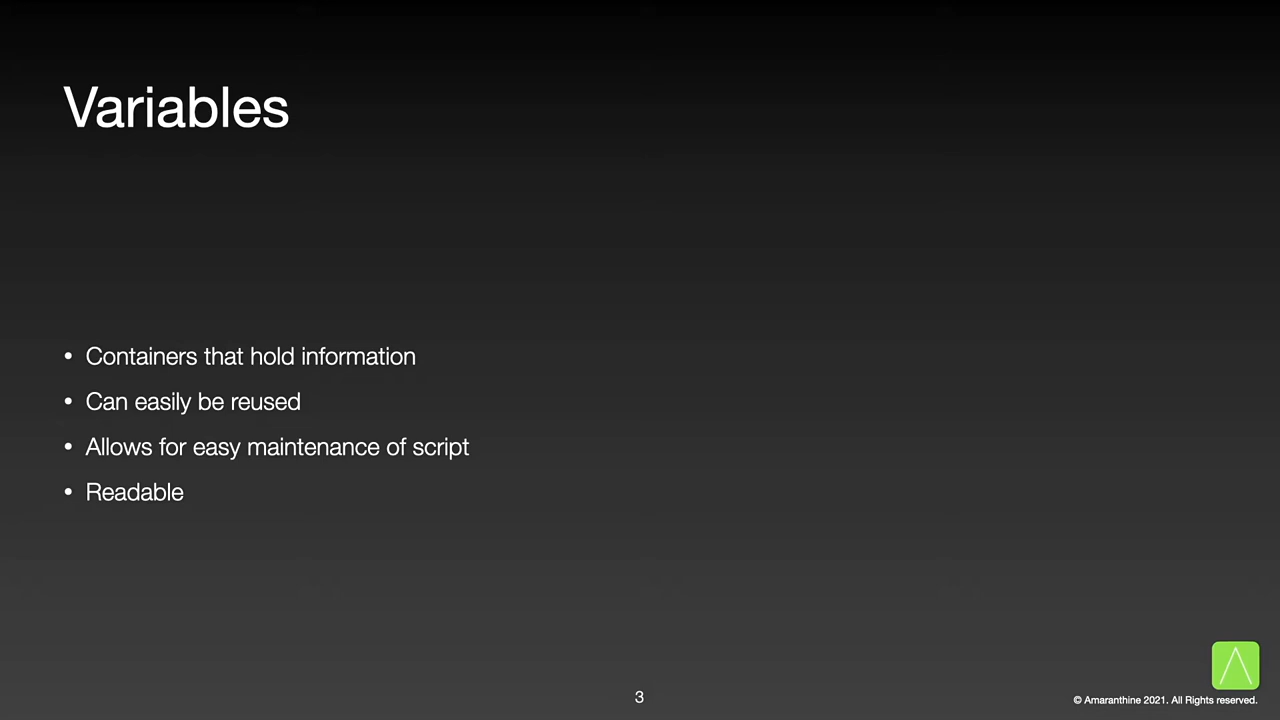 Variables
• Containers that hold information
• Can easily be reused
• Allows for easy maintenance of script
• Readable
3
© Amaranthine 2021. All Rights reserved.